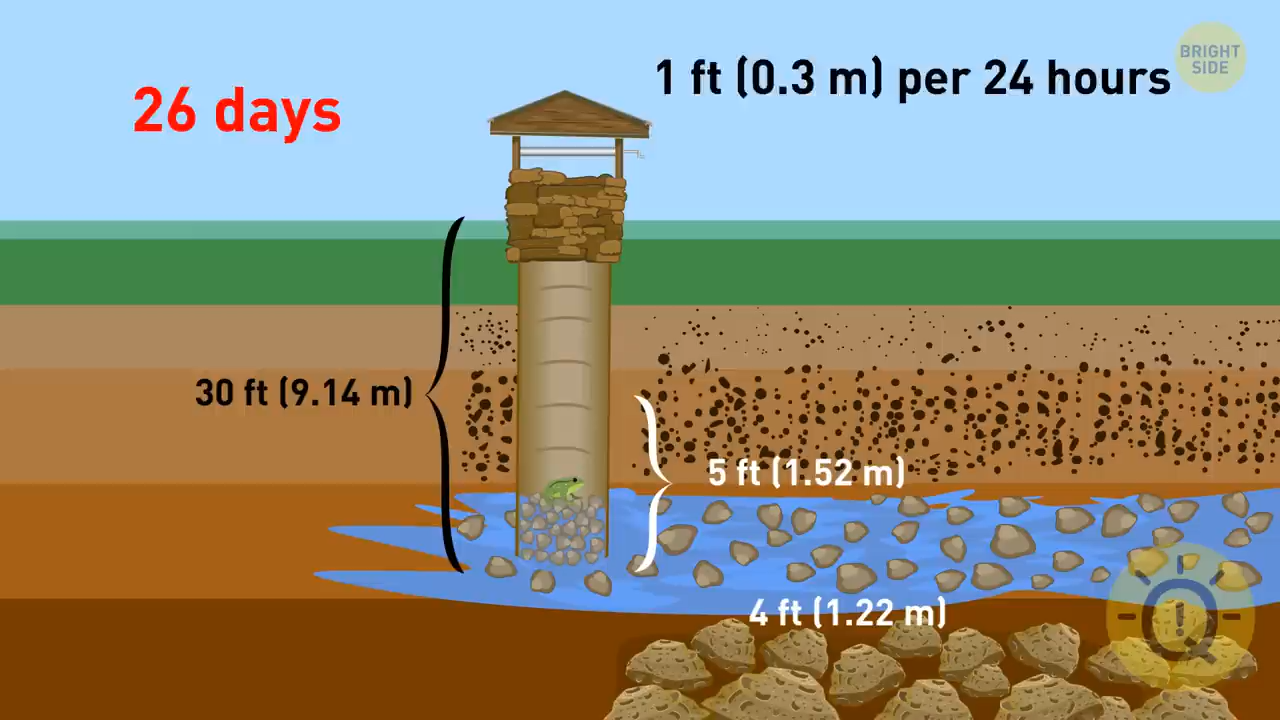 BRIGHT
SIDE
1 ft (0.3 m) per 24 hours
26 days
30 ft (9.14 m)
5 ft (1.52 m)
4 ft (1.22 m)
!